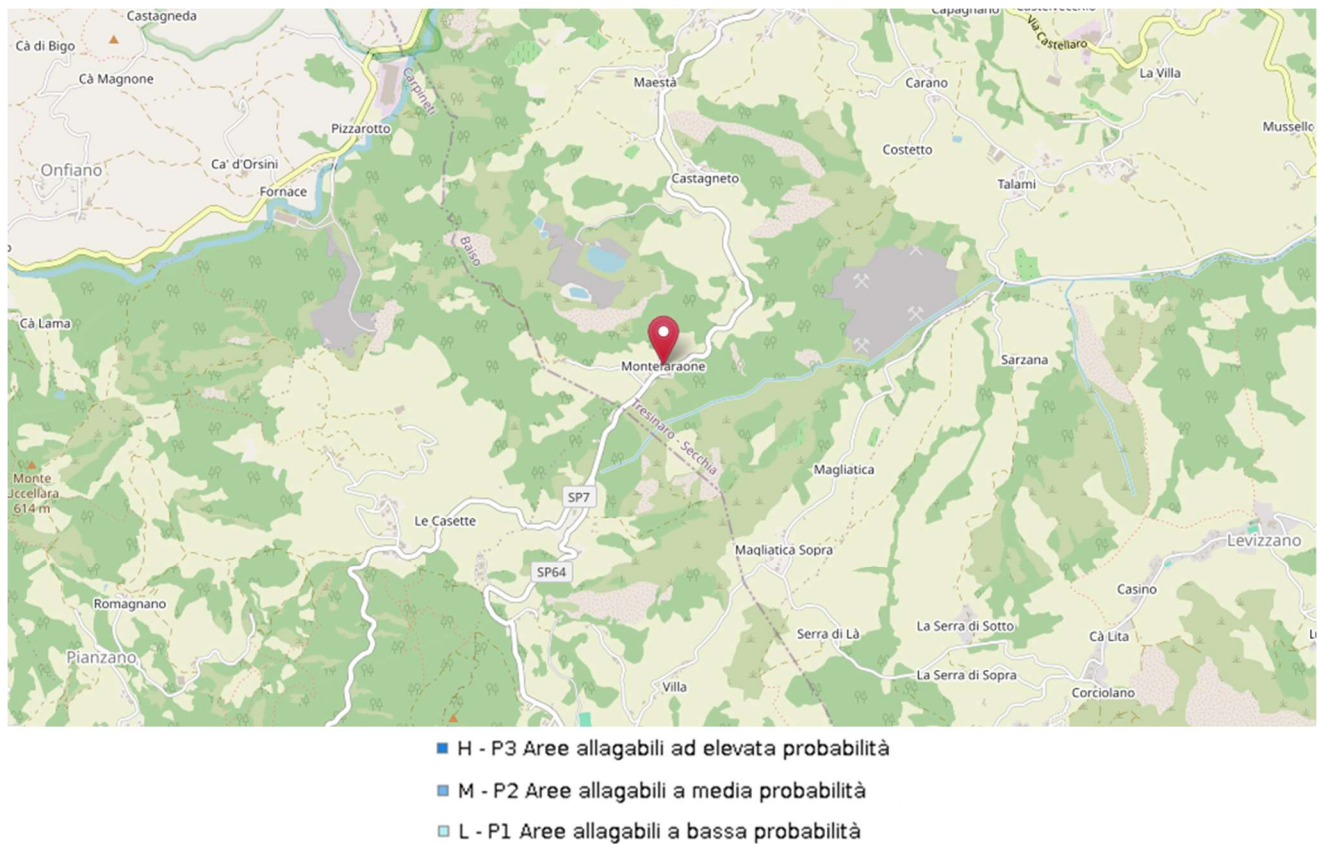 Castagneda
Capagnano
Castelvecchio
Via Castellaro
Cà di Bigo
Cà Magnone
Maestà
Carano
La Villa
Carpineti
Pizzarotto
Mussello
Ca' d'Orsini
Costetto
Onfiano
Castagneto
Talami
Fornace
Baiso
Cà Lama
Montefaraone
Sarzana
Tresinaro - Secchia
Monte
Uccellara
614 m
Magliatica
SP7
Le Casette
Levizzano
Magliatica Sopra
SP64
Casino
Romagnano
La Serra di Sotto
Serra di Là
Cà Lita
Pianzano
La Serra di Sopra
Villa
Corciolano
H - P3 Aree allagabili ad elevata probabilità
M - P2 Aree allagabili a media probabilità
L - P1 Aree allagabili a bassa probabilità